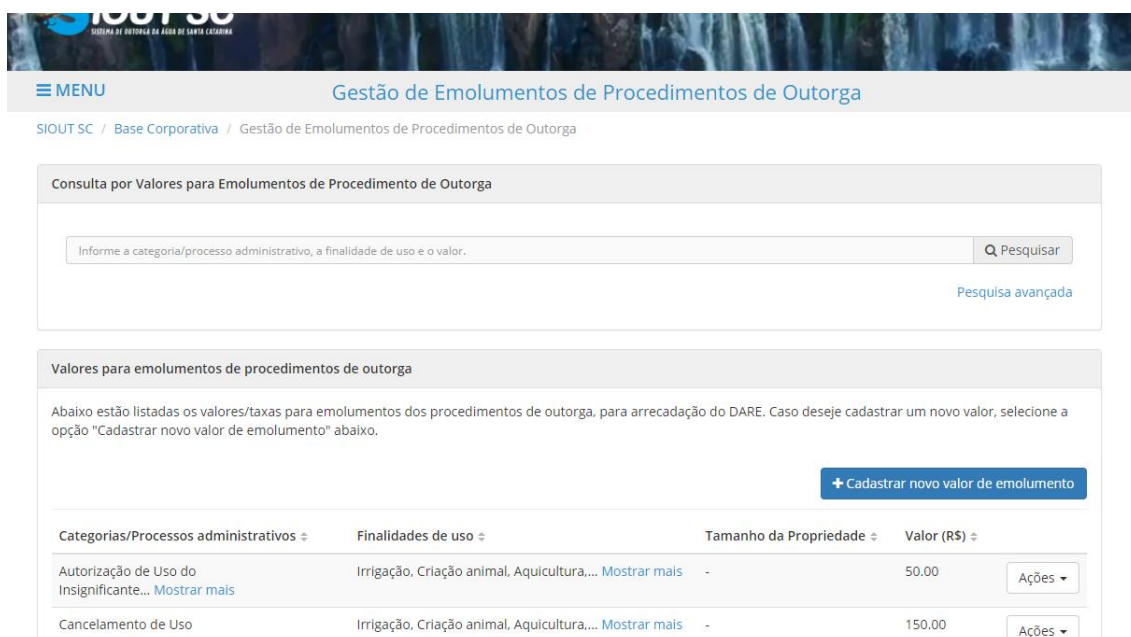 SIOUT SC
SISTEMA DE OUTORGA DA ÁGUA DE SANTA CATARINA
MENU
Gestão de Emolumentos de Procedimentos de Outorga
SIOUT SC / Base Corporativa / Gestão de Emolumentos de Procedimentos de Outorga
Consulta por Valores para Emolumentos de Procedimento de Outorga
Informe a categoria/processo administrativo, a finalidade de uso e o valor.
Pesquisar
Pesquisa avançada
Valores para emolumentos de procedimentos de outorga
Abaixo estão listadas os valores/taxas para emolumentos dos procedimentos de outorga, para arrecadação do DARE. Caso deseje cadastrar um novo valor, selecione a
opção "Cadastrar novo valor de emolumento" abaixo.
+ Cadastrar novo valor de emolumento
Categorias/Processos administrativos Finalidades de uso Tamanho da Propriedade Valor (R$)
Autorização de Uso do Irrigação, Criação animal, Aquicultura,... Mostrar mais - 50.00 Ações
Insignificante... Mostrar mais
Cancelamento de Uso Irrigação, Criação animal, Aquicultura,... Mostrar mais - 150.00 Ações